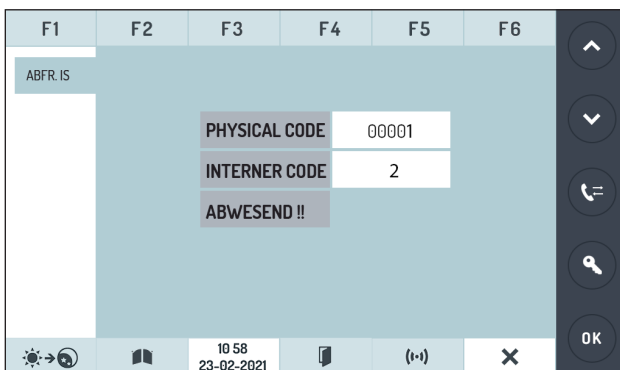 F1 F2 F3 F4 F5 F6
ABFR. IS
PHYSICAL CODE 00001
INTERNER CODE 2
ABWESEND !!
10 58
23-02-2021
OK